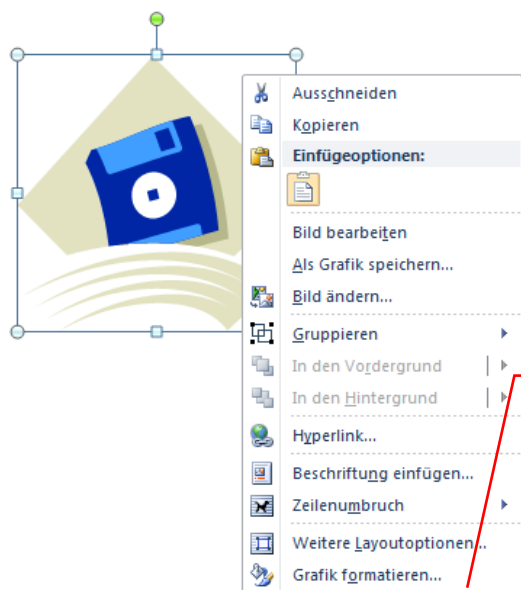 Ausschneiden
Kopieren
Einfügeoptionen:
Bild bearbeiten
Als Grafik speichern...
Bild ändern...
Gruppieren
In den Vordergrund
In den Hintergrund
Hyperlink...
Beschriftung einfügen...
Zeilenumbruch
Weitere Layoutoptionen...
Grafik formatieren...